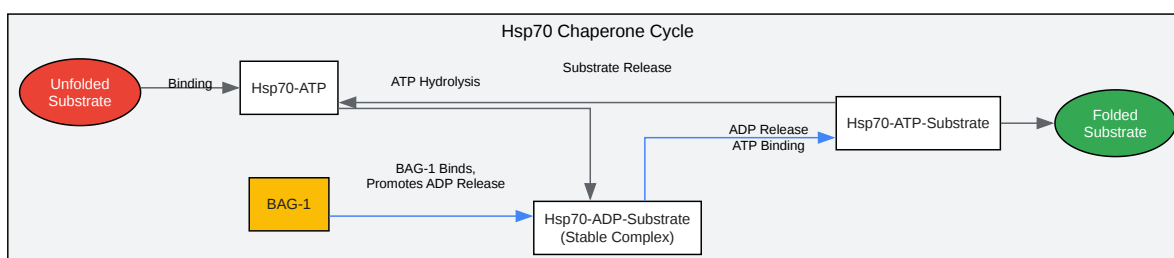 Hsp70 Chaperone Cycle
Unfolded
Substrate
Binding
Hsp70-ATP
ATP Hydrolysis
Substrate Release
Hsp70-ATP-Substrate
Folded
Substrate
ADP Release
ATP Binding
BAG-1 Binds,
Promotes ADP Release
BAG-1
Hsp70-ADP-Substrate
(Stable Complex)